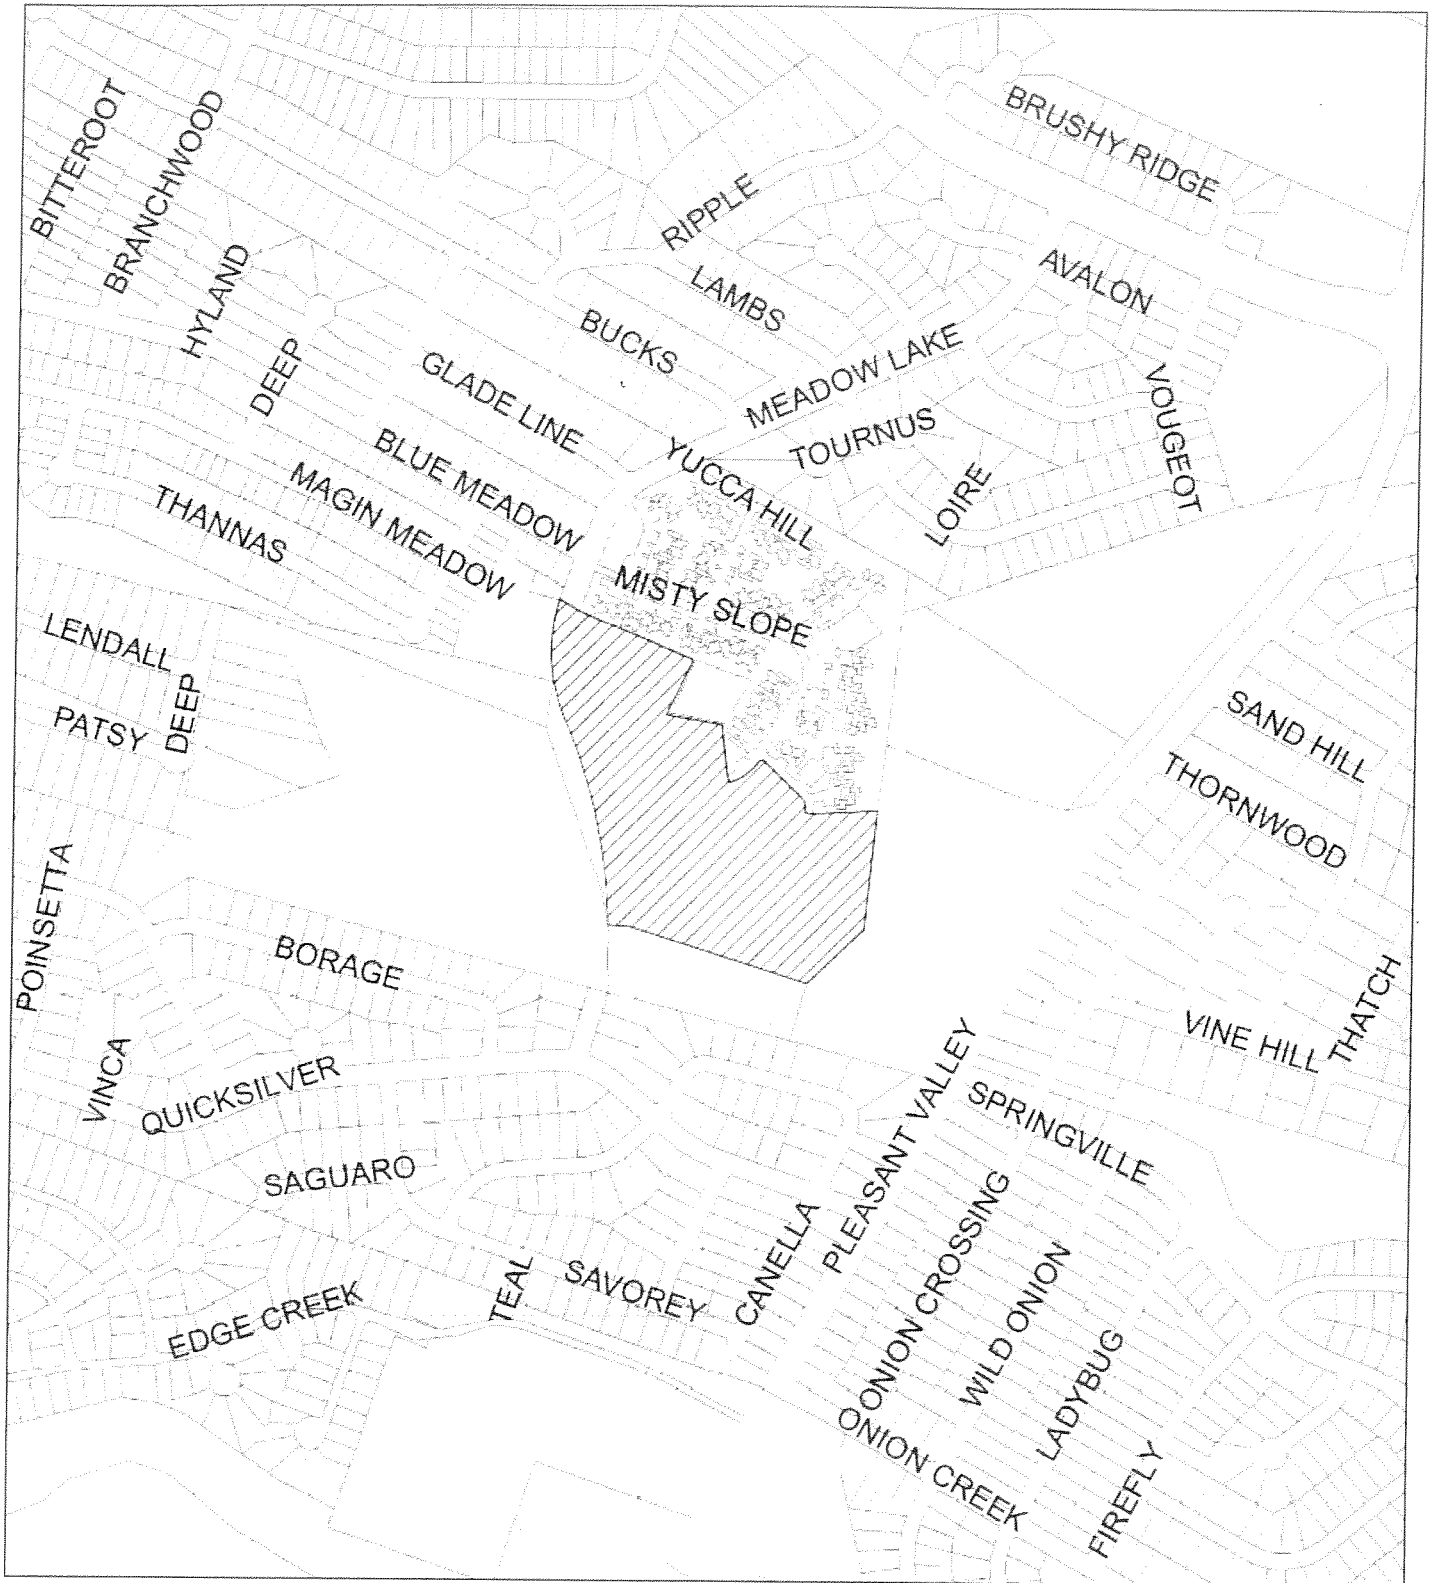 BRUSHY RIDGE
BITTEROOT
BRANCHWOOD
RIPPLE
HYLAND
AVALON
LAMBS
BUCKS
DEEP
GLADE LINE
MEADOW LAKE
VOUGEOT
TOURNUS
YUCCA HILL
BLUE MEADOW
MAGIN MEADOW
LOIRE
THANNAS
MISTY SLOPE
LENDALL
DEEP
PATSY
SAND HILL
THORNWOOD
POINSETTA
BORAGE
THATCH
VINE HILL
VINCA
QUICKSILVER
PLEASANT VALLEY
SPRINGVILLE
SAGUARO
ONION CROSSING
CANELLA
TEAL
SAVOREY
WILD ONION
EDGE CREEK
LADYBUG
ONION CREEK
FIREFLY